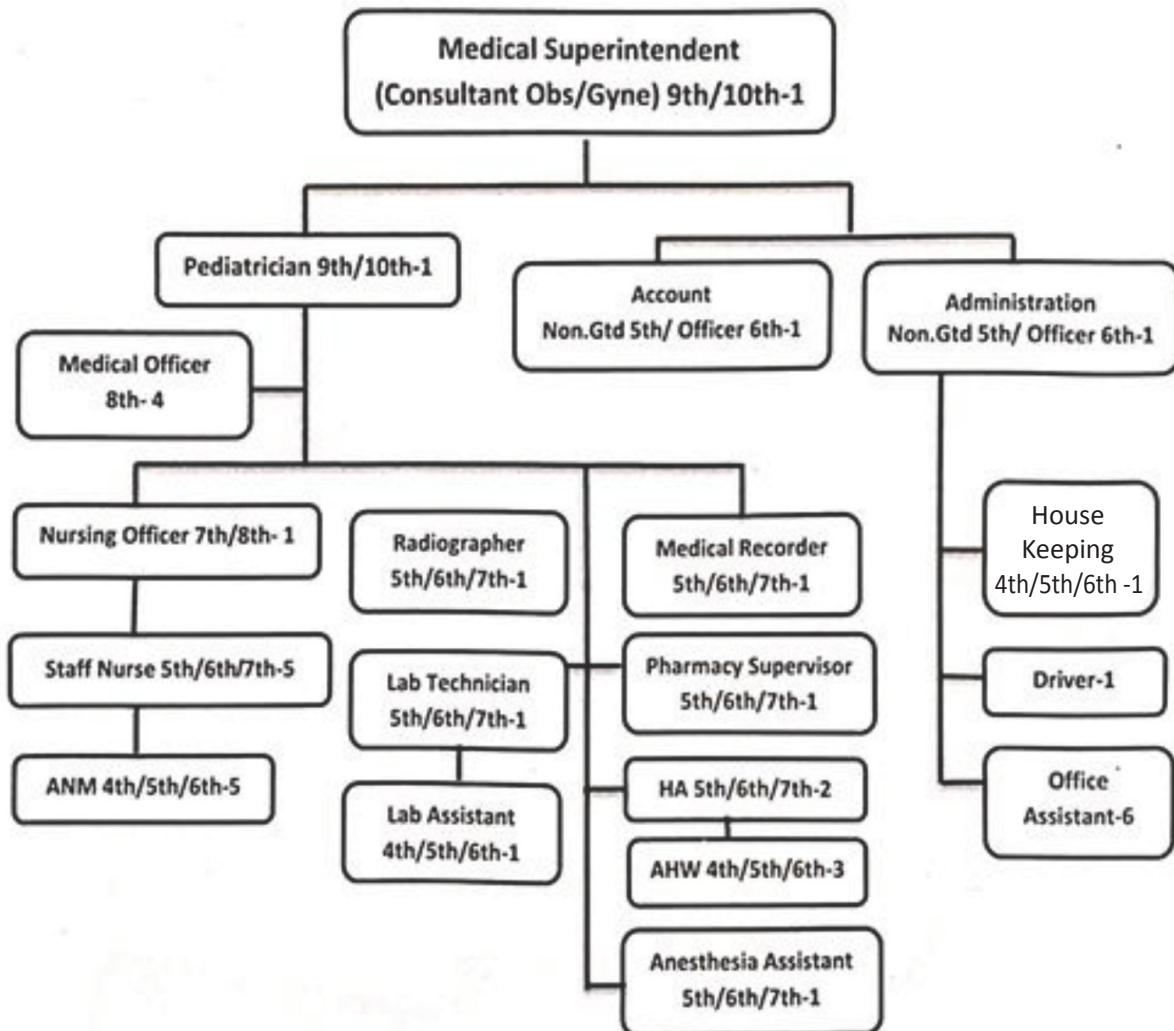 Medical Superintendent
(Consultant Obs/Gyne) 9th/10th-1
Pediatrician 9th/10th-1
Account
Non.Gtd 5th/ Officer 6th-1
Administration
Non.Gtd 5th/ Officer 6th-1
Medical Officer
8th- 4
Nursing Officer 7th/8th- 1
Radiographer
5th/6th/7th-1
Medical Recorder
5th/6th/7th-1
House
Keeping
4th/5th/6th -1
Staff Nurse 5th/6th/7th-5
Lab Technician
5th/6th/7th-1
Pharmacy Supervisor
5th/6th/7th-1
Driver-1
ANM 4th/5th/6th-5
Lab Assistant
4th/5th/6th-1
HA 5th/6th/7th-2
Office
Assistant-6
AHW 4th/5th/6th-3
Anesthesia Assistant
5th/6th/7th-1